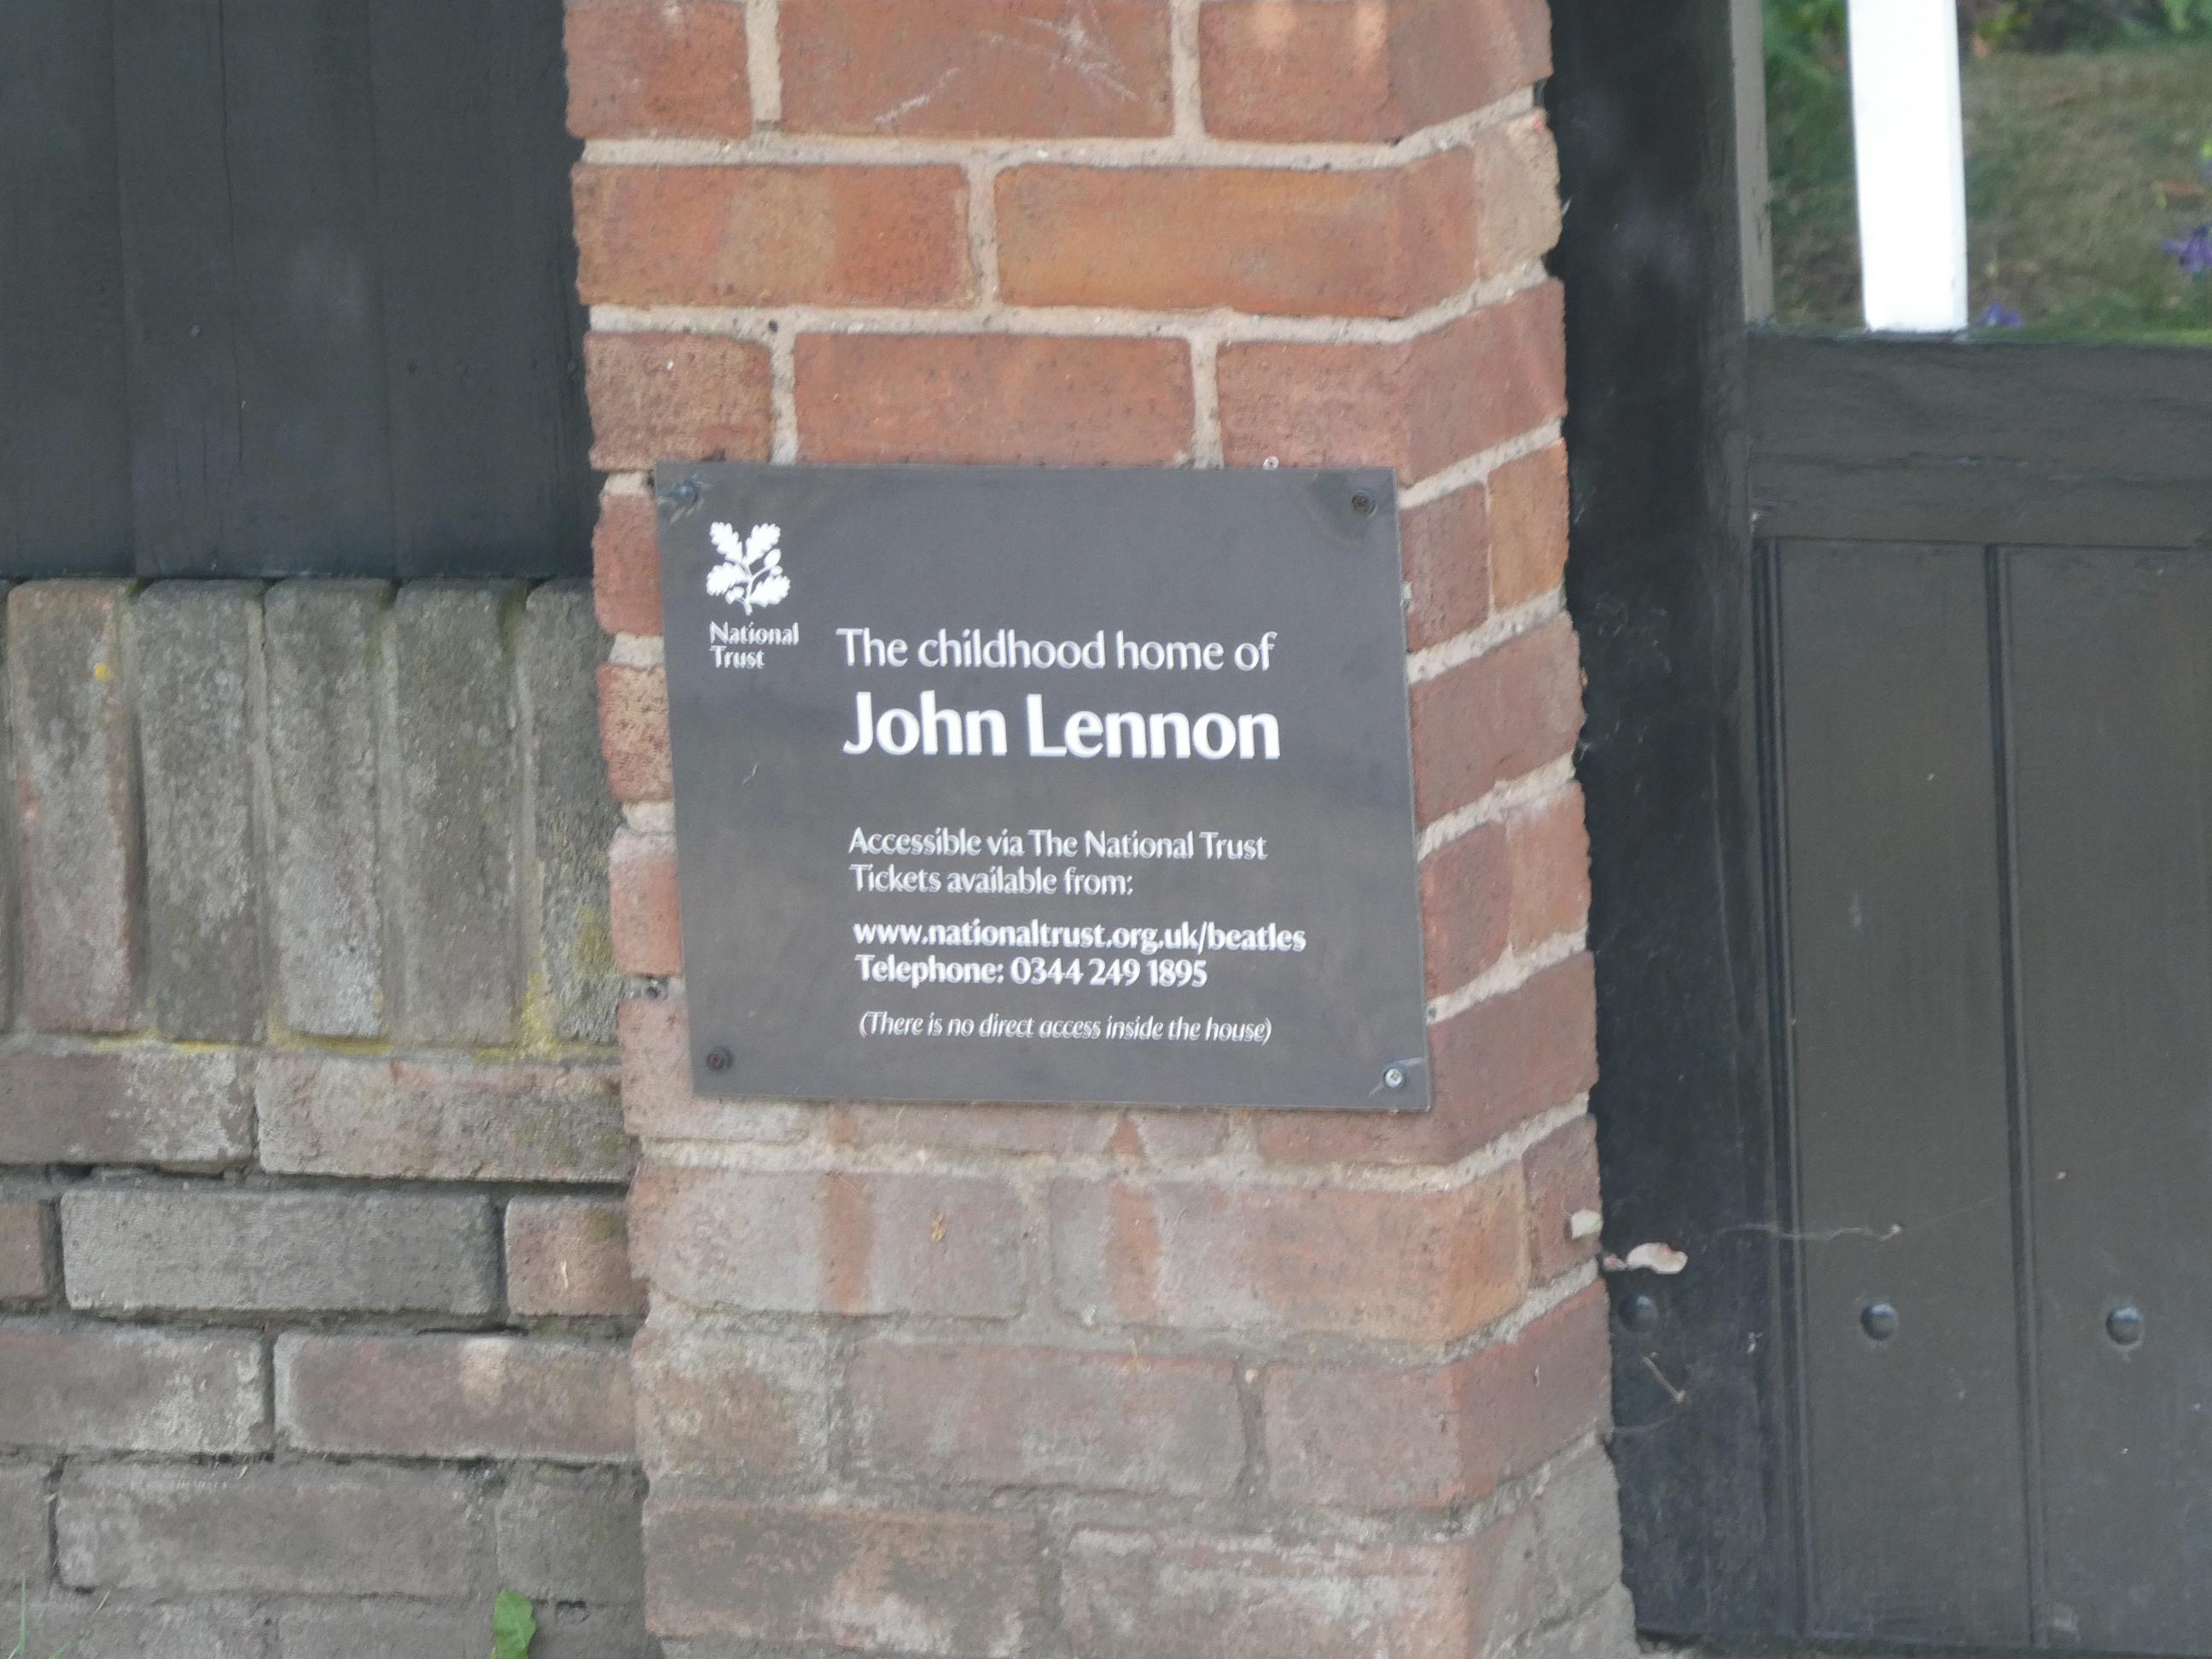 National
Trust
The childhood home of
John Lennon
Accessible via The National Trust
Tickets available from:
www.nationaltrust.org.uk/beatles
Telephone: 0344 249 1895
(There is no direct access inside the house)